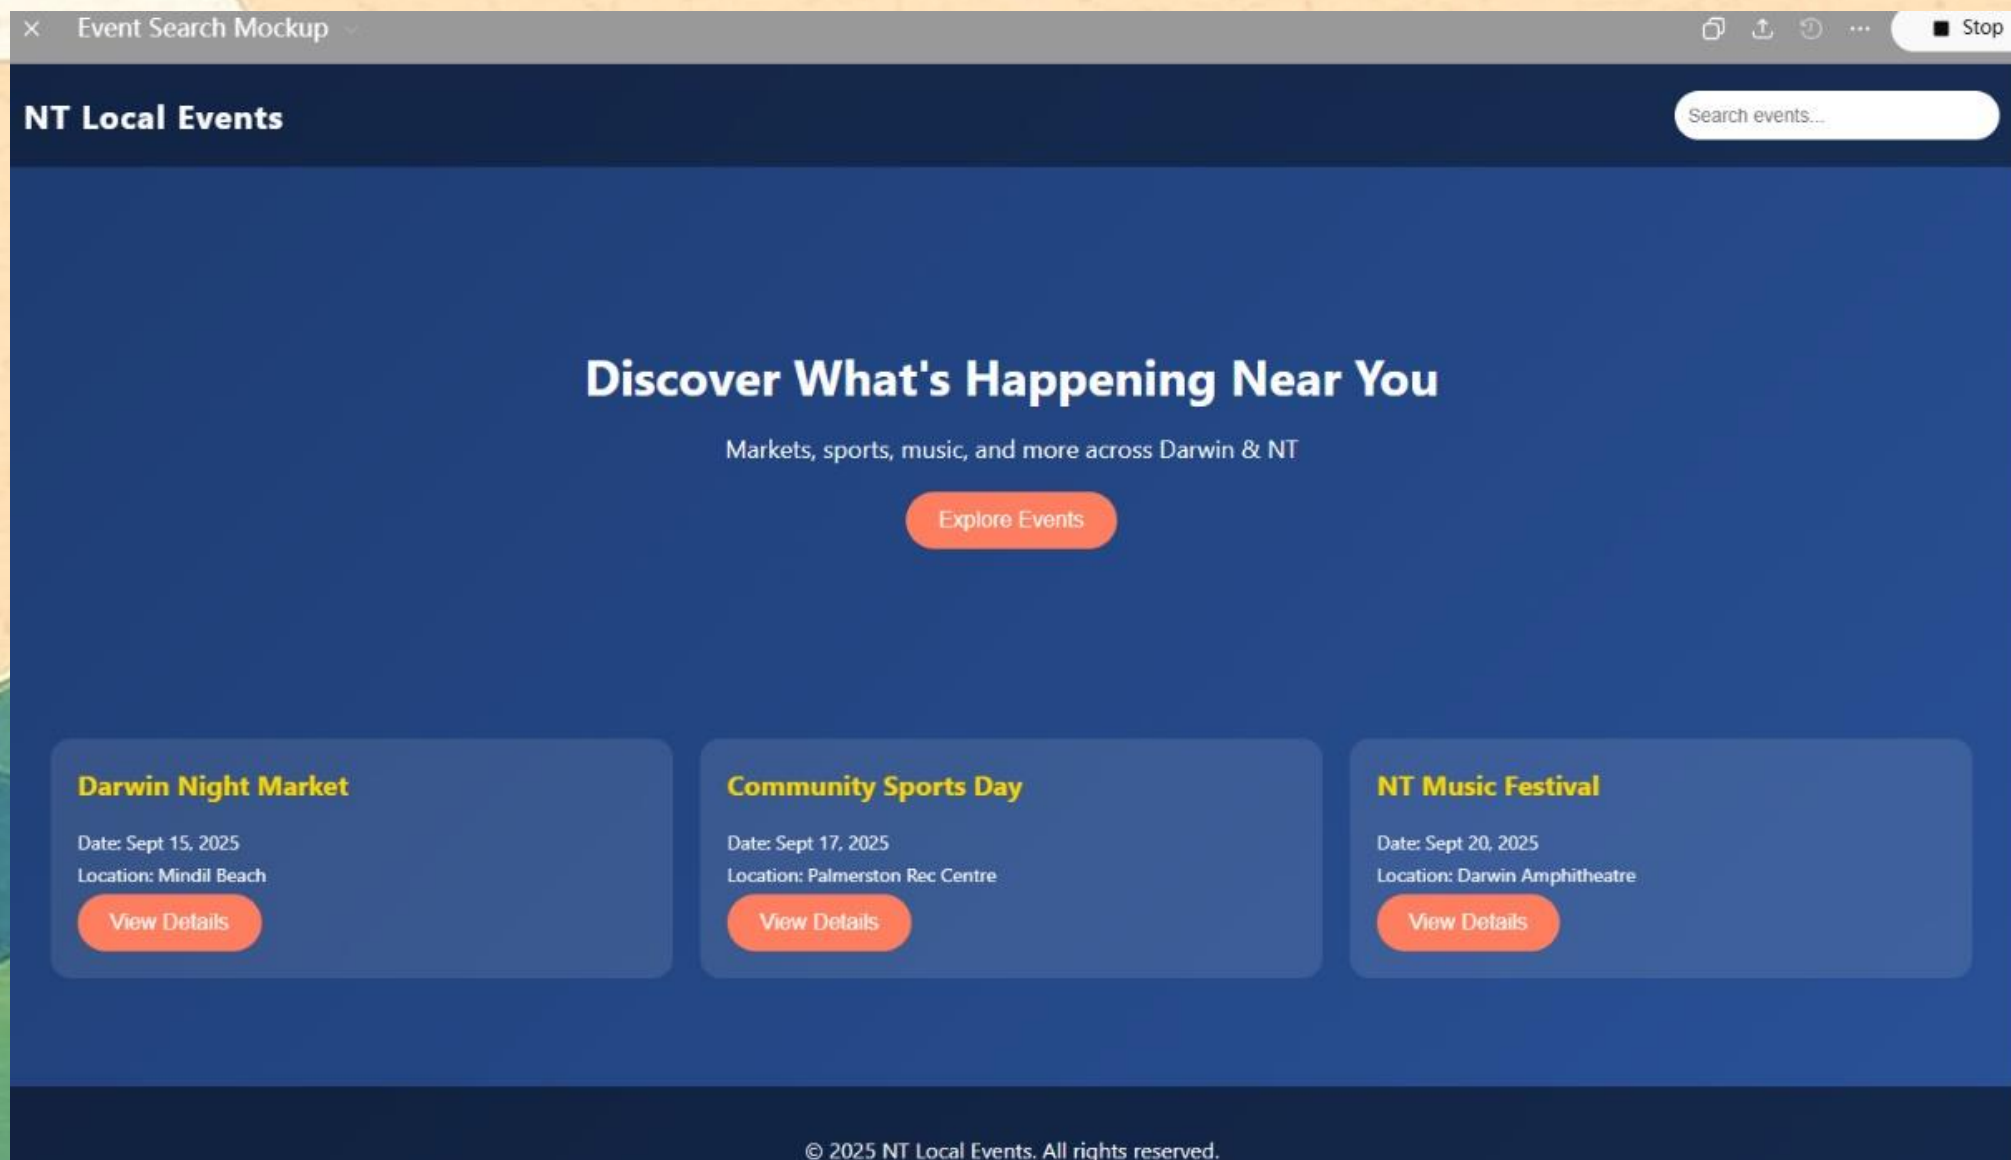 Event Search Mockup
Stop
NT Local Events
Search events...
Discover What's Happening Near You
Markets, sports, music, and more across Darwin & NT
Explore Events
Darwin Night Market
Date: Sept 15, 2025
Location: Mindil Beach
View Details
Community Sports Day
Date: Sept 17, 2025
Location: Palmerston Rec Centre
View Details
NT Music Festival
Date: Sept 20, 2025
Location: Darwin Amphitheatre
View Details
© 2025 NT Local Events. All rights reserved.